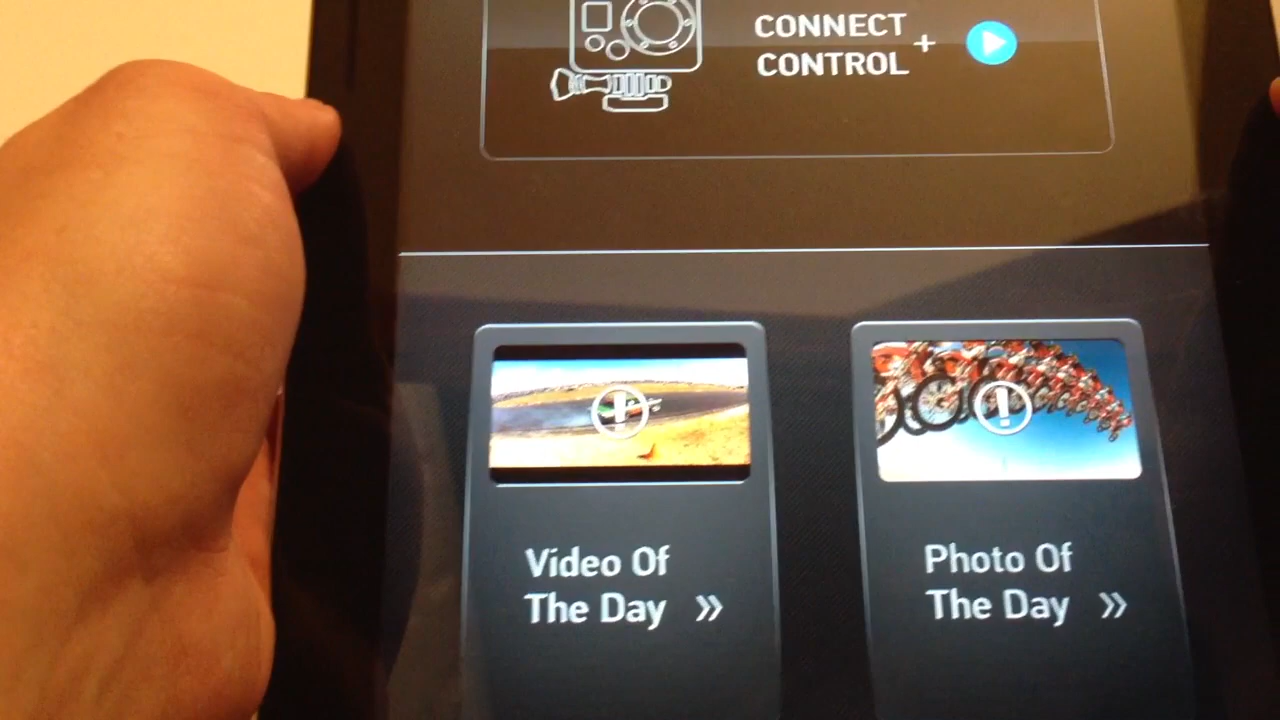 CONNECT +
CONTROL
Video Of
The Day »
Photo Of
The Day »